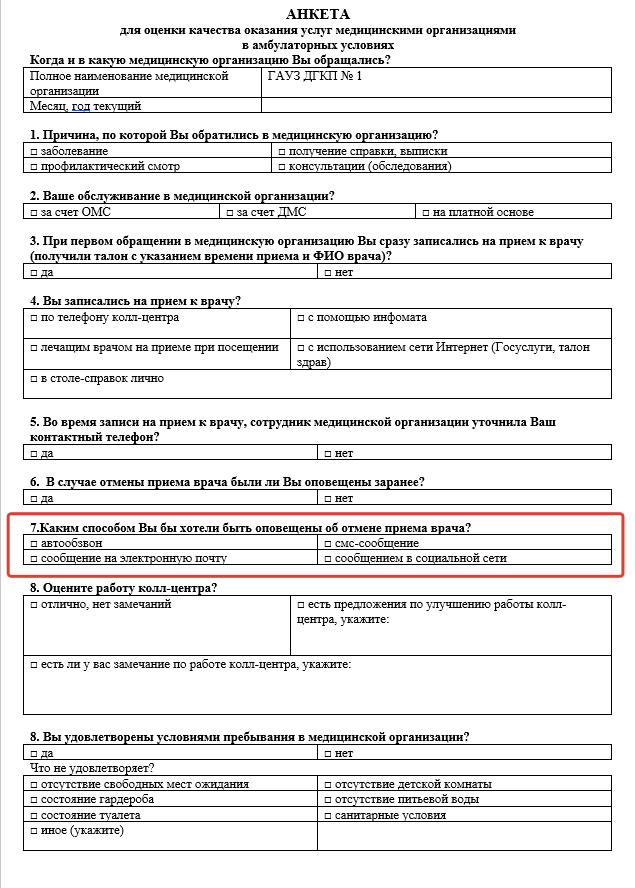 АНКЕТА
для оценки качества оказания услуг медицинскими организациями
в амбулаторных условиях
Когда и в какую медицинскую организацию Вы обращались?
Полное наименование медицинской организации
ГАУЗ ДГКП № 1
Месяц, год текущий
1. Причина, по которой Вы обратились в медицинскую организацию?
□ заболевание
□ получение справки, выписки
□ профилактический смотр
□ консультации (обследования)
2. Ваше обслуживание в медицинской организации?
□ за счет ОМС
□ за счет ДМС
□ на платной основе
3. При первом обращении в медицинскую организацию Вы сразу записались на прием к врачу
(получили талон с указанием времени приема и ФИО врача)?
□ да
□ нет
4. Вы записались на прием к врачу?
□ по телефону колл-центра
□ с помощью инфомата
□ лечащим врачом на приеме при посещении
□ с использованием сети Интернет (Госуслуги, талон
здрав)
□ в столе-справок лично
5. Во время записи на прием к врачу, сотрудник медицинской организации уточнила Ваш
контактный телефон?
□ да
□ нет
6. В случае отмены приема врача были ли Вы оповещены заранее?
□ да
□ нет
7.Каким способом Вы бы хотели быть оповещены об отмене приема врача?
□ автообзвон
□ смс-сообщение
□ сообщение на электронную почту
□ сообщением в социальной сети
8. Оцените работу колл-центра?
□ отлично, нет замечаний
□ есть предложения по улучшению работы колл-
центра, укажите:
□ есть ли у вас замечание по работе колл-центра, укажите:
8. Вы удовлетворены условиями пребывания в медицинской организации?
□ да
□ нет
Что не удовлетворяет?
□ отсутствие свободных мест ожидания
□ отсутствие детской комнаты
□ состояние гардероба
□ отсутствие питьевой воды
□ состояние туалета
□ санитарные условия
□ иное (укажите)